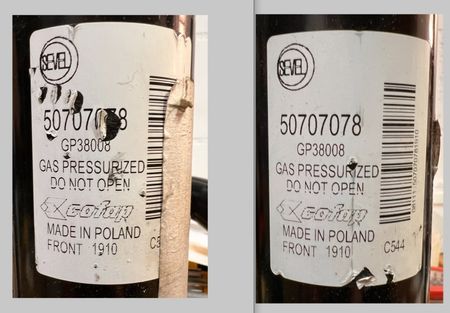 SEVEL
50707078
GP38008
GAS PRESSURIZED
DO NOT OPEN
cofap
MADE IN POLAND
FRONT 1910
SEVEL
50707078
GP38008
GAS PRESSURIZED
DO NOT OPEN
cofap
MADE IN POLAND
FRONT 1910 C544